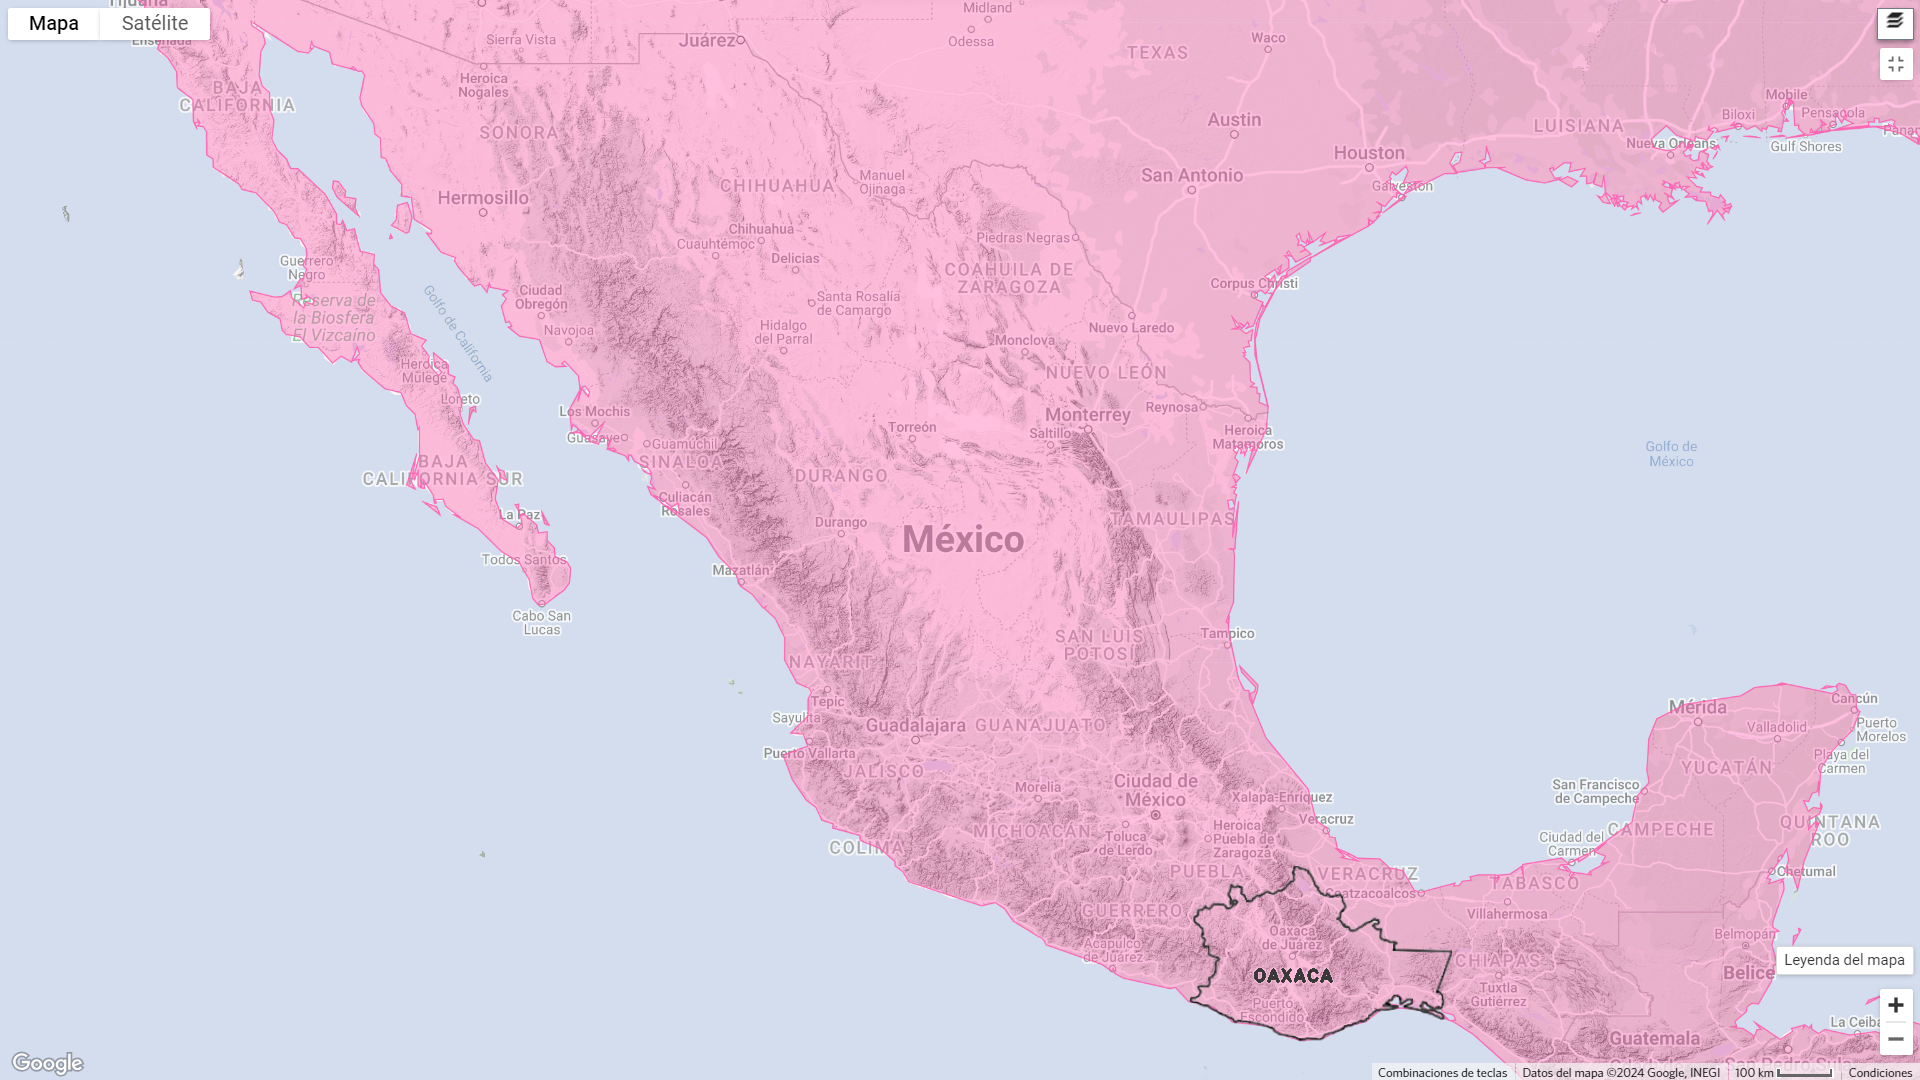 Mapa
Satélite
Tijuana
Ensenada
BAJA
CALIFORNIA
Sierra Vista
Juárez
Midland
Odessa
TEXAS
Waco
Heroica
Nogales
SONORA
Austin
Houston
LUISIANA
Mobile
Biloxi
Pensacola
Nueva Orleans
Gulf Shores
Hermosillo
CHIHUAHUA
Manuel
Ojinaga
San Antonio
Galveston
Chihuahua
Cuauhtémoc
Delicias
Piedras Negras
Guerrero
Negro
Reserva de
la Biosfera
El Vizcaíno
Golfo de California
Ciudad
Obregón
Navojoa
Santa Rosalía
de Camargo
COAHUILA DE
ZARAGOZA
Corpus Christi
Hidalgo
del Parral
Nuevo Laredo
Monclova
Heroica
Mulegé
Loreto
NUEVO LEÓN
Los Mochis
Guasave
Guamúchil
SINALOA
Torreón
Monterrey
Saltillo
Reynosa
Heroica
Matamoros
Golfo de
México
BAJA
CALIFORNIA SUR
DURANGO
Culiacán
Rosales
La Paz
Durango
México
TAMAULIPAS
Todos Santos
Mazatlán
Cabo San
Lucas
Tampico
SAN LUIS
POTOSÍ
NAYARIT
Tepic
Sayulita
Guadalajara
GUANAJUATO
Puerto Vallarta
JALISCO
Mérida
Cancún
Valladolid
Puerto
Morelos
Playa del
Carmen
YUCATÁN
Morelia
Ciudad de
México
Xalapa-Enríquez
Veracruz
San Francisco
de Campeche
MICHOACÁN
Toluca
de Lerdo
Heroica
Puebla de
Zaragoza
COLIMA
Ciudad del
Carmen
CAMPECHE
QUINTANA
ROO
PUEBLA
VERACRUZ
Coatzacoalcos
TABASCO
Chetumal
Villahermosa
GUERRERO
Acapulco
de Juárez
Oaxaca
de Juárez
OAXACA
Puerto
Escondido
CHIAPAS
Tuxtla
Gutiérrez
Belmopán
Belice
Leyenda del mapa
La Ceiba
Guatemala
San Pedro Sula
Google
Combinaciones de teclas
Datos del mapa ©2024 Google, INEGI
100 km
Condiciones